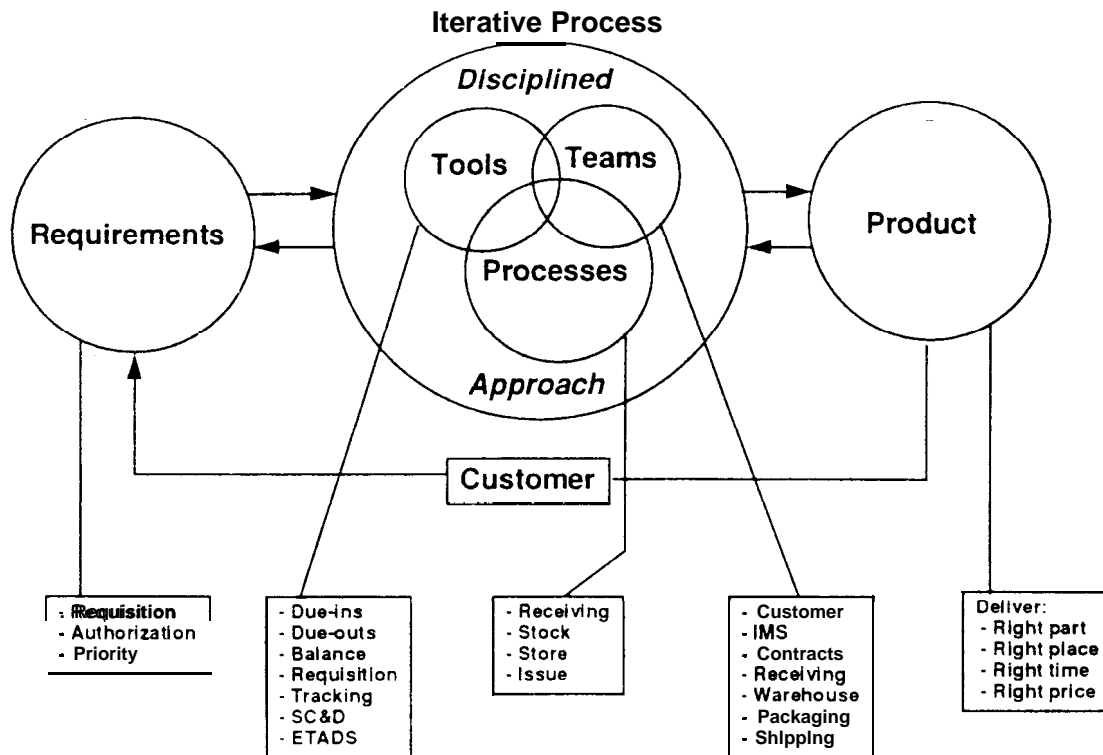 Iterative Process
Disciplined
Tools
Teams
Requirements
Processes
Product
Approach
Customer
- Requisition
- Authorization
- Priority
- Due-ins
- Due-outs
- Balance
- Requisition
- Tracking
- SC&D
- ETADS
- Receiving
- Stock
- Store
- Issue
- Customer
- IMS
- Contracts
- Receiving
- Warehouse
- Packaging
- Shipping
Deliver:
- Right part
- Right place
- Right time
- Right price